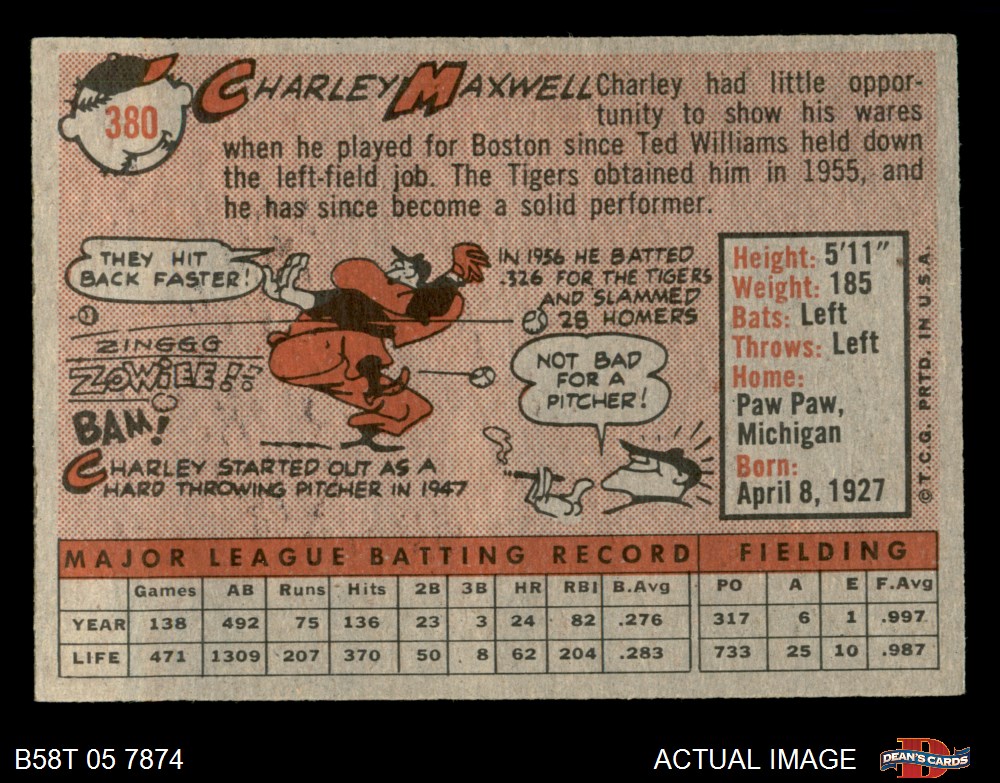 380
CHARLEY MAXWELL Charley had little oppor-
tunity to show his wares
when he played for Boston since Ted Williams held down
the left-field job. The Tigers obtained him in 1955, and
he has since become a solid performer.
THEY HIT
BACK FASTER!
ZINGGG
ZOWIEE!!
BAM!
CHARLEY STARTED OUT AS A
HARD THROWING PITCHER IN 1947
IN 1956 HE BATTED
.326 FOR THE TIGERS
AND SLAMMED
28 HOMERS
NOT BAD
FOR A
PITCHER!
Height: 5'11"
Weight: 185
Bats: Left
Throws: Left
Home:
Paw Paw,
Michigan
Born:
April 8, 1927
© T.C.G. PRTD. IN U.S.A.
MAJOR LEAGUE BATTING RECORD FIELDING
Games AB Runs Hits 2B 3B HR RBI B.Avg PO A E F.Avg
YEAR 138 492 75 136 23 3 24 82 .276 317 6 1 .997
LIFE 471 1309 207 370 50 8 62 204 .283 733 25 10 .987
B58T 05 7874
ACTUAL IMAGE
D
DEAN'S CARDS